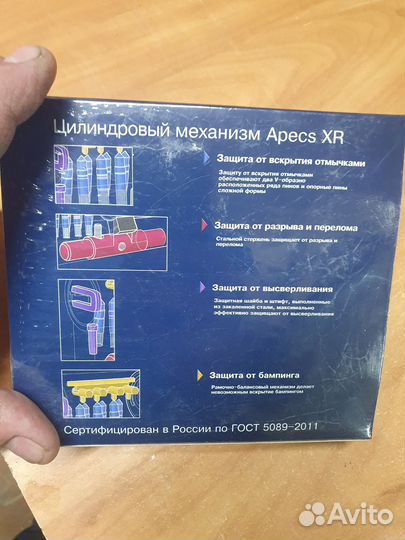 Цилиндровый механизм Apecs XR
Защита от вскрытия отмычками
Защиту от вскрытия отмычками
обеспечивают два V-образно
расположенных ряда пинов и опорные пины
сложной формы
Защита от разрыва и перелома
Стальной стержень защищает от разрыва и
перелома
Защита от высверливания
Защитная шайба и штифт, выполненные
из закаленной стали, максимально
эффективно защищают от высверливания
Защита от бампинга
Рамочно-балансовый механизм делает
невозможным вскрытие бампингом
Сертифицирован в России по ГОСТ 5089-2011
Avito